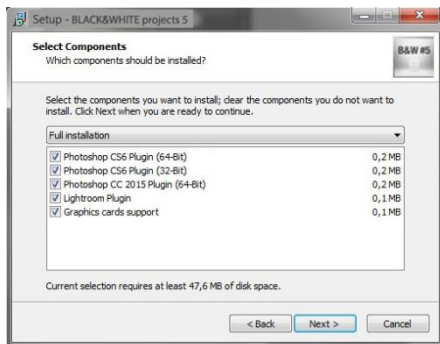 Setup - BLACK&WHITE projects 5
Select Components
Which components should be installed?
B&W #5
Select the components you want to install; clear the components you do not want to
install. Click Next when you are ready to continue.
Full installation
Photoshop CS6 Plugin (64-Bit) 0,2 MB
Photoshop CS6 Plugin (32-Bit) 0,2 MB
Photoshop CC 2015 Plugin (64-Bit) 0,2 MB
Lightroom Plugin 0,1 MB
Graphics cards support 0,1 MB
Current selection requires at least 47,6 MB of disk space.
< Back Next > Cancel